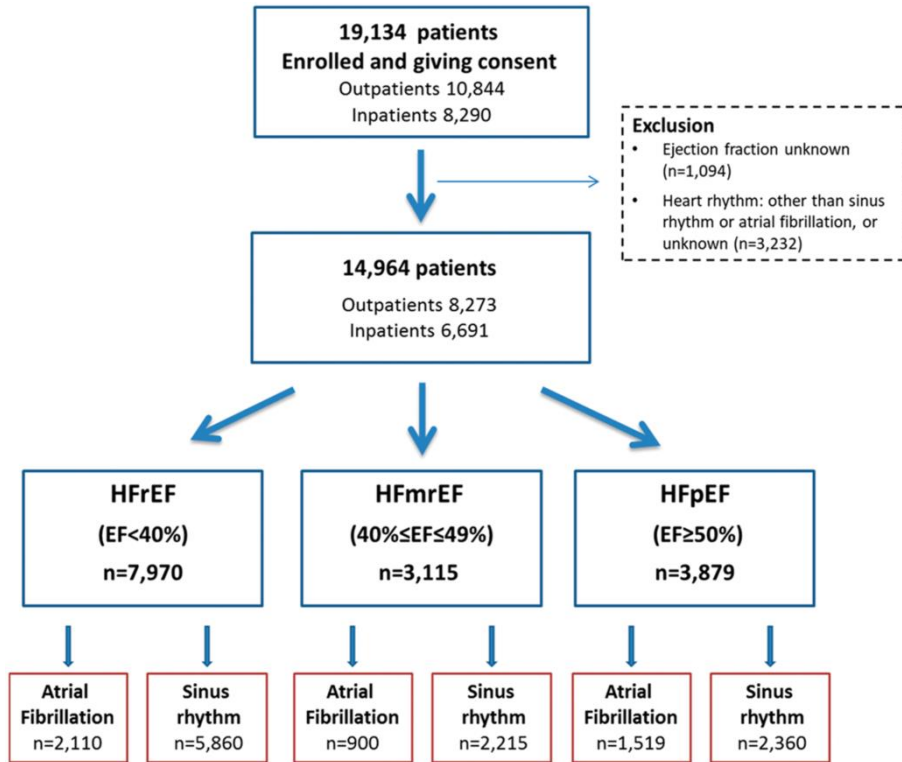 19,134 patients
Enrolled and giving consent
Outpatients 10,844
Inpatients 8,290
Exclusion
• Ejection fraction unknown
(n=1,094)
• Heart rhythm: other than sinus
rhythm or atrial fibrillation, or
unknown (n=3,232)
14,964 patients
Outpatients 8,273
Inpatients 6,691
HFrEF
(EF<40%)
n=7,970
HFmrEF
(40%≤EF≤49%)
n=3,115
HFpEF
(EF≥50%)
n=3,879
Atrial
Fibrillation
n=2,110
Sinus
rhythm
n=5,860
Atrial
Fibrillation
n=900
Sinus
rhythm
n=2,215
Atrial
Fibrillation
n=1,519
Sinus
rhythm
n=2,360